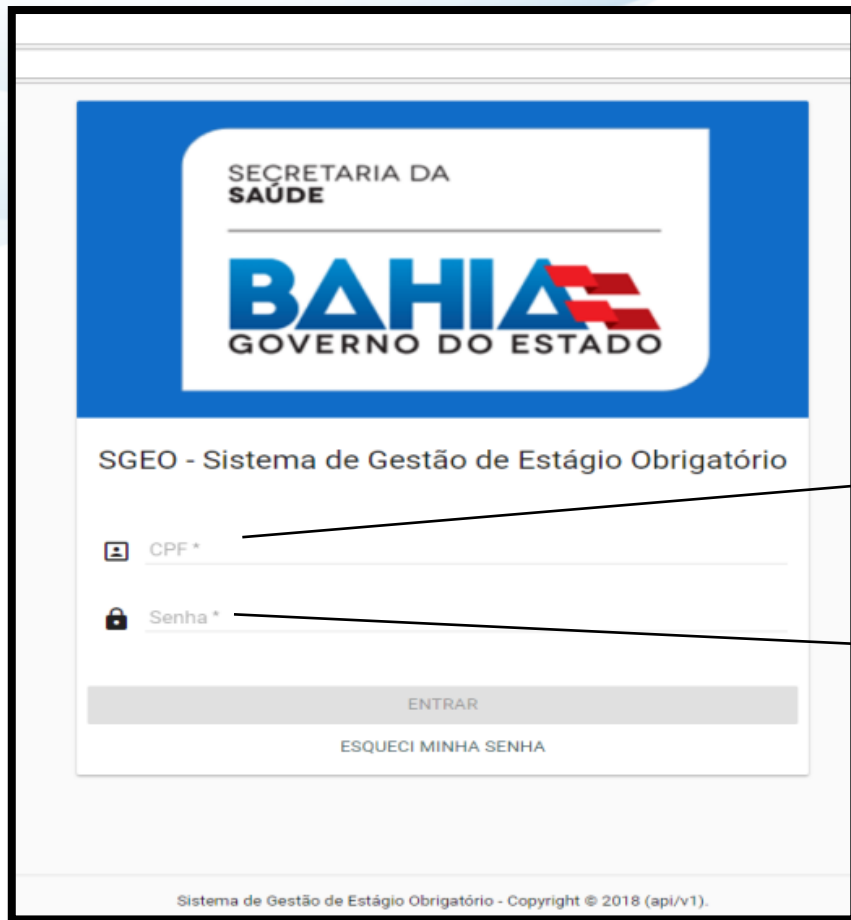 SECRETARIA DA
SAÚDE
BAHIA
GOVERNO DO ESTADO
SGEO - Sistema de Gestão de Estágio Obrigatório
CPF *
Senha *
ENTRAR
ESQUECI MINHA SENHA
Sistema de Gestão de Estágio Obrigatório - Copyright © 2018 (api/v1).